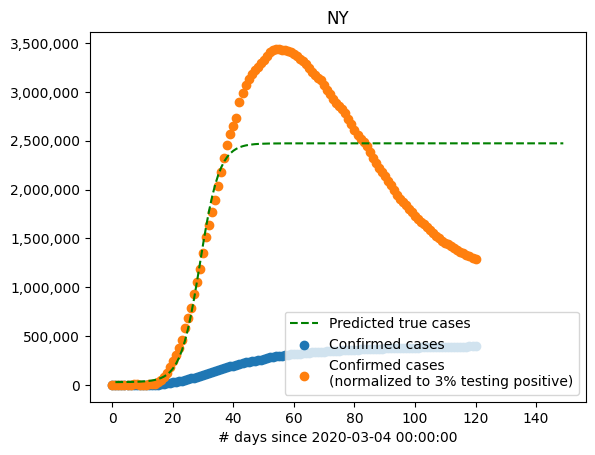 NY
3,500,000
3,000,000
2,500,000
2,000,000
1,500,000
1,000,000
500,000
0
Predicted true cases
Confirmed cases
Confirmed cases
(normalized to 3% testing positive)
0 20 40 60 80 100 120 140
# days since 2020-03-04 00:00:00